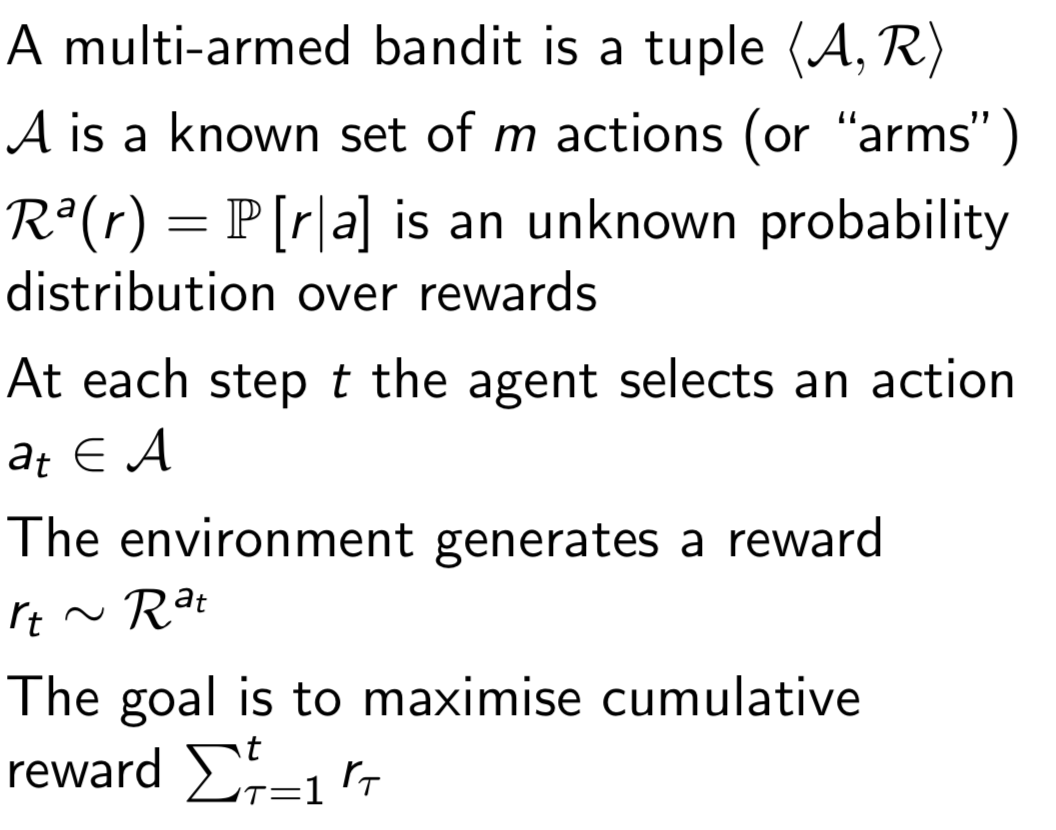 A multi-armed bandit is a tuple ⟨𝒜, ℛ⟩
𝒜 is a known set of m actions (or “arms”)
ℛᵃ(r) = ℙ [r|a] is an unknown probability
distribution over rewards
At each step t the agent selects an action
aₜ ∈ 𝒜
The environment generates a reward
rₜ ∼ ℛ^{aₜ}
The goal is to maximise cumulative
reward ∑_{τ=1}^{t} r_τ